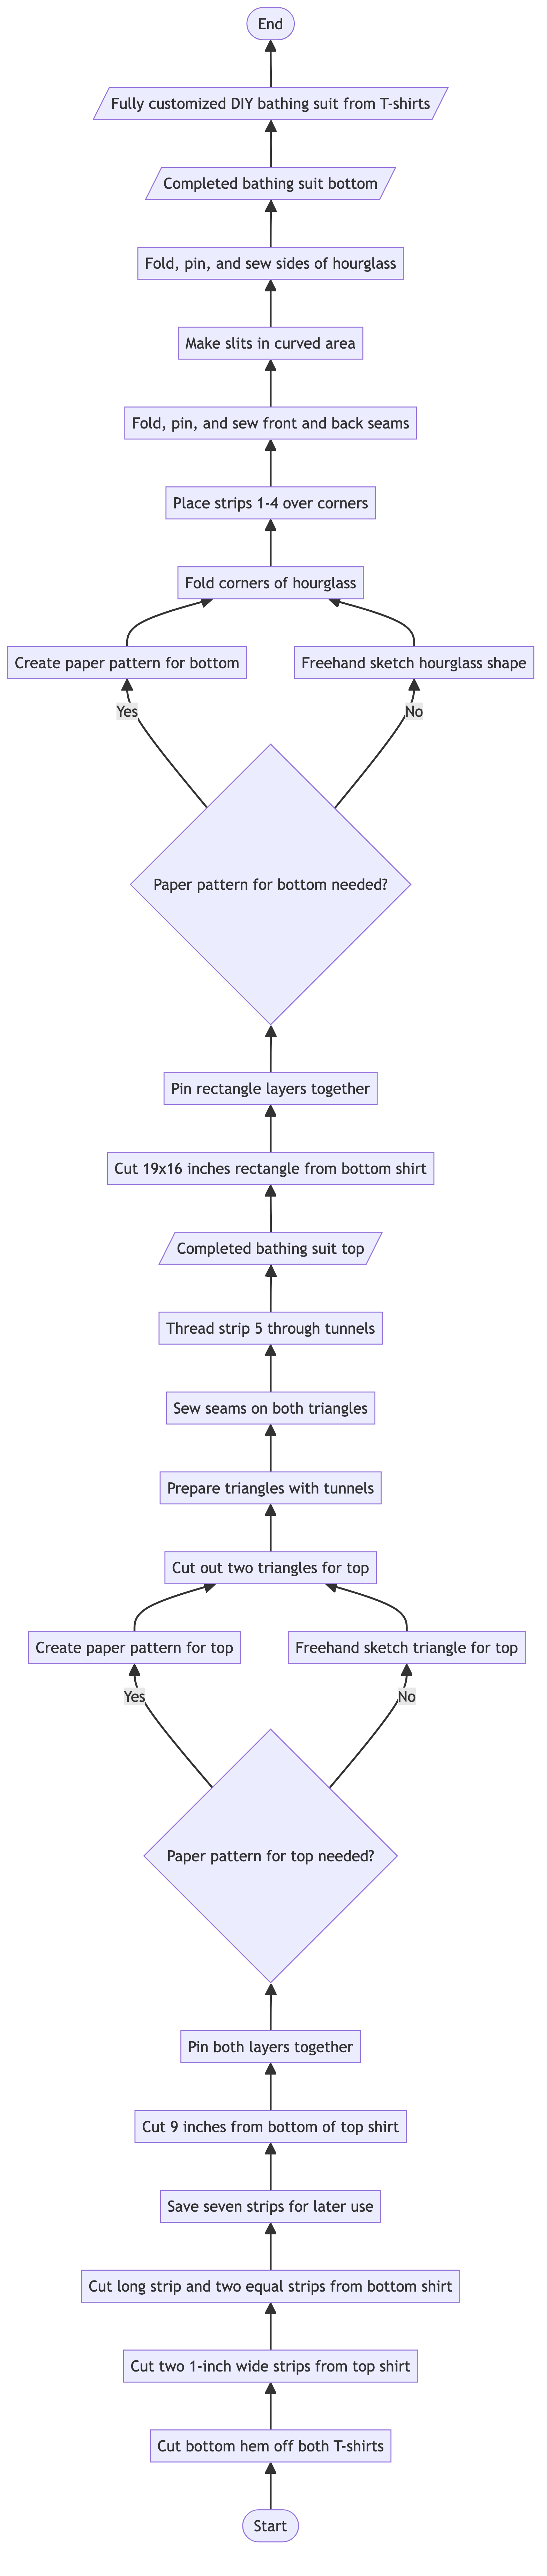 End
Fully customized DIY bathing suit from T-shirts
Completed bathing suit bottom
Fold, pin, and sew sides of hourglass
Make slits in curved area
Fold, pin, and sew front and back seams
Place strips 1-4 over corners
Fold corners of hourglass
Create paper pattern for bottom
Freehand sketch hourglass shape
Yes
No
Paper pattern for bottom needed?
Pin rectangle layers together
Cut 19x16 inches rectangle from bottom shirt
Completed bathing suit top
Thread strip 5 through tunnels
Sew seams on both triangles
Prepare triangles with tunnels
Cut out two triangles for top
Create paper pattern for top
Freehand sketch triangle for top
Yes
No
Paper pattern for top needed?
Pin both layers together
Cut 9 inches from bottom of top shirt
Save seven strips for later use
Cut long strip and two equal strips from bottom shirt
Cut two 1-inch wide strips from top shirt
Cut bottom hem off both T-shirts
Start